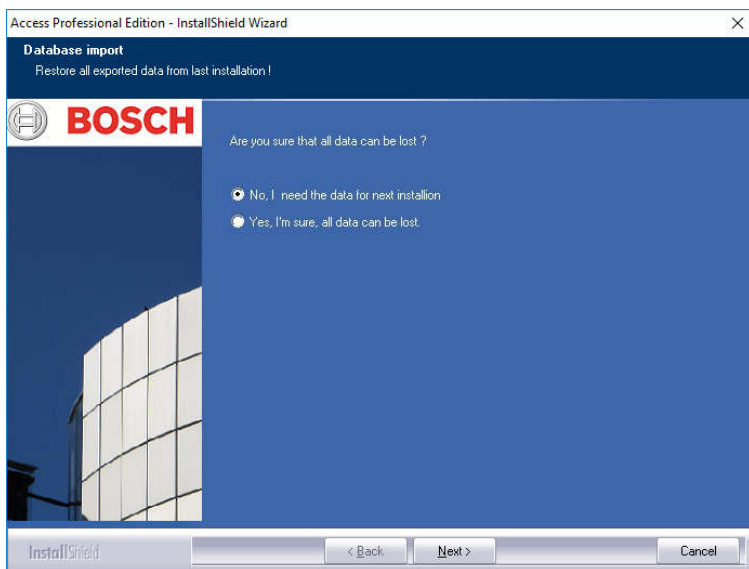 Access Professional Edition - InstallShield Wizard
Database import
Restore all exported data from last installation !
BOSCH
Are you sure that all data can be lost ?
No, I need the data for next installion
Yes, I'm sure, all data can be lost.
InstallShield
< Back
Next >
Cancel